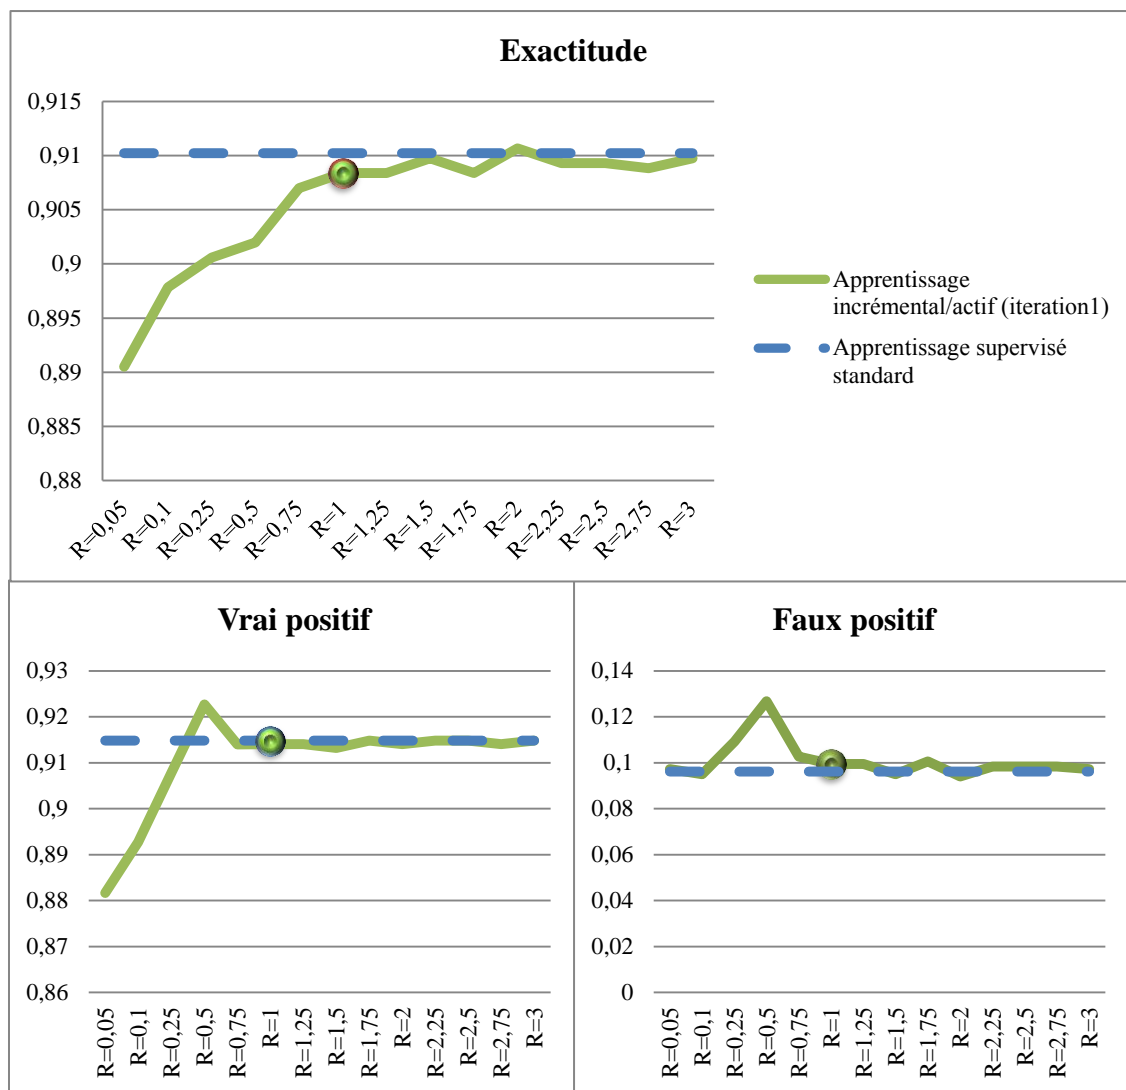 Exactitude
0,915
0,91
0,905
0,9
0,895
0,89
0,885
0,88
R=0,05
R=0,1
R=0,25
R=0,5
R=0,75
R=1
R=1,25
R=1,5
R=1,75
R=2
R=2,25
R=2,5
R=2,75
R=3
Apprentissage
incrémental/actif (iteration1)
Apprentissage supervisé
standard
Vrai positif
0,93
0,92
0,91
0,9
0,89
0,88
0,87
0,86
R=0,05
R=0,1
R=0,25
R=0,5
R=0,75
R=1
R=1,25
R=1,5
R=1,75
R=2
R=2,25
R=2,5
R=2,75
R=3
Faux positif
0,14
0,12
0,1
0,08
0,06
0,04
0,02
0
R=0,05
R=0,1
R=0,25
R=0,5
R=0,75
R=1
R=1,25
R=1,5
R=1,75
R=2
R=2,25
R=2,5
R=2,75
R=3